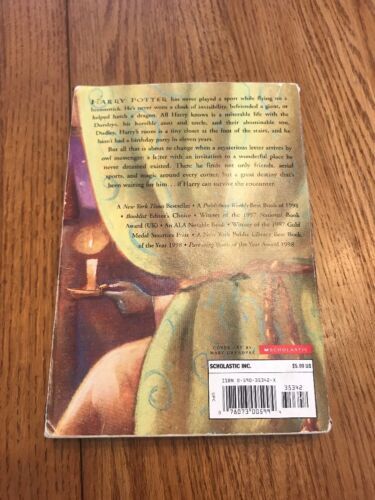 HARRY POTTER has never played a sport while flying on a
broomstick. He's never worn a cloak of invisibility, befriended a giant, or
helped hatch a dragon. All Harry knows is a miserable life with the
Dursleys, his horrible aunt and uncle, and their abominable son,
Dudley. Harry's room is a tiny closet at the foot of the stairs, and he
hasn't had a birthday party in eleven years.
But all that is about to change when a mysterious letter arrives by
owl messenger: a letter with an invitation to a wonderful place he
never dreamed existed. There he finds not only friends, aerial
sports, and magic around every corner, but a great destiny that's
been waiting for him . . . if Harry can survive the encounter.
A New York Times Bestseller • A Publishers Weekly Best Book of 1998
• Booklist Editor's Choice • Winner of the 1997 National Book
Award (UK) • An ALA Notable Book • Winner of the 1997 Gold
Medal Smarties Prize • A New York Public Library Best Book
of the Year 1998 • Parenting Book of the Year Award 1998
COVER ART BY
MARY GRANDPRÉ
SCHOLASTIC
SCHOLASTIC INC.
$5.99 US
ISBN 0-590-35342-X
35342
0 78073 00599 4